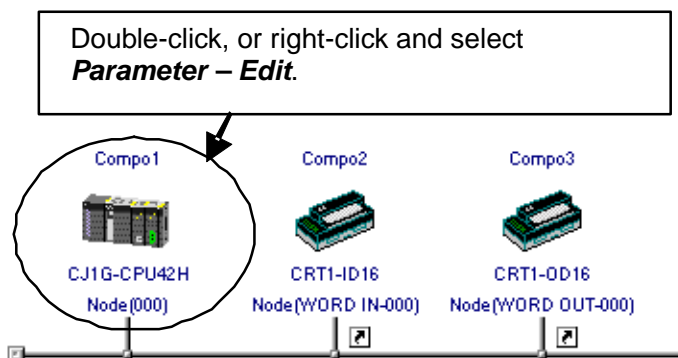 Double-click, or right-click and select
Parameter – Edit.
Compo1 Compo2 Compo3
CJ1G-CPU42H CRT1-ID16 CRT1-OD16
Node(000) Node(WORD IN-000) Node(WORD OUT-000)